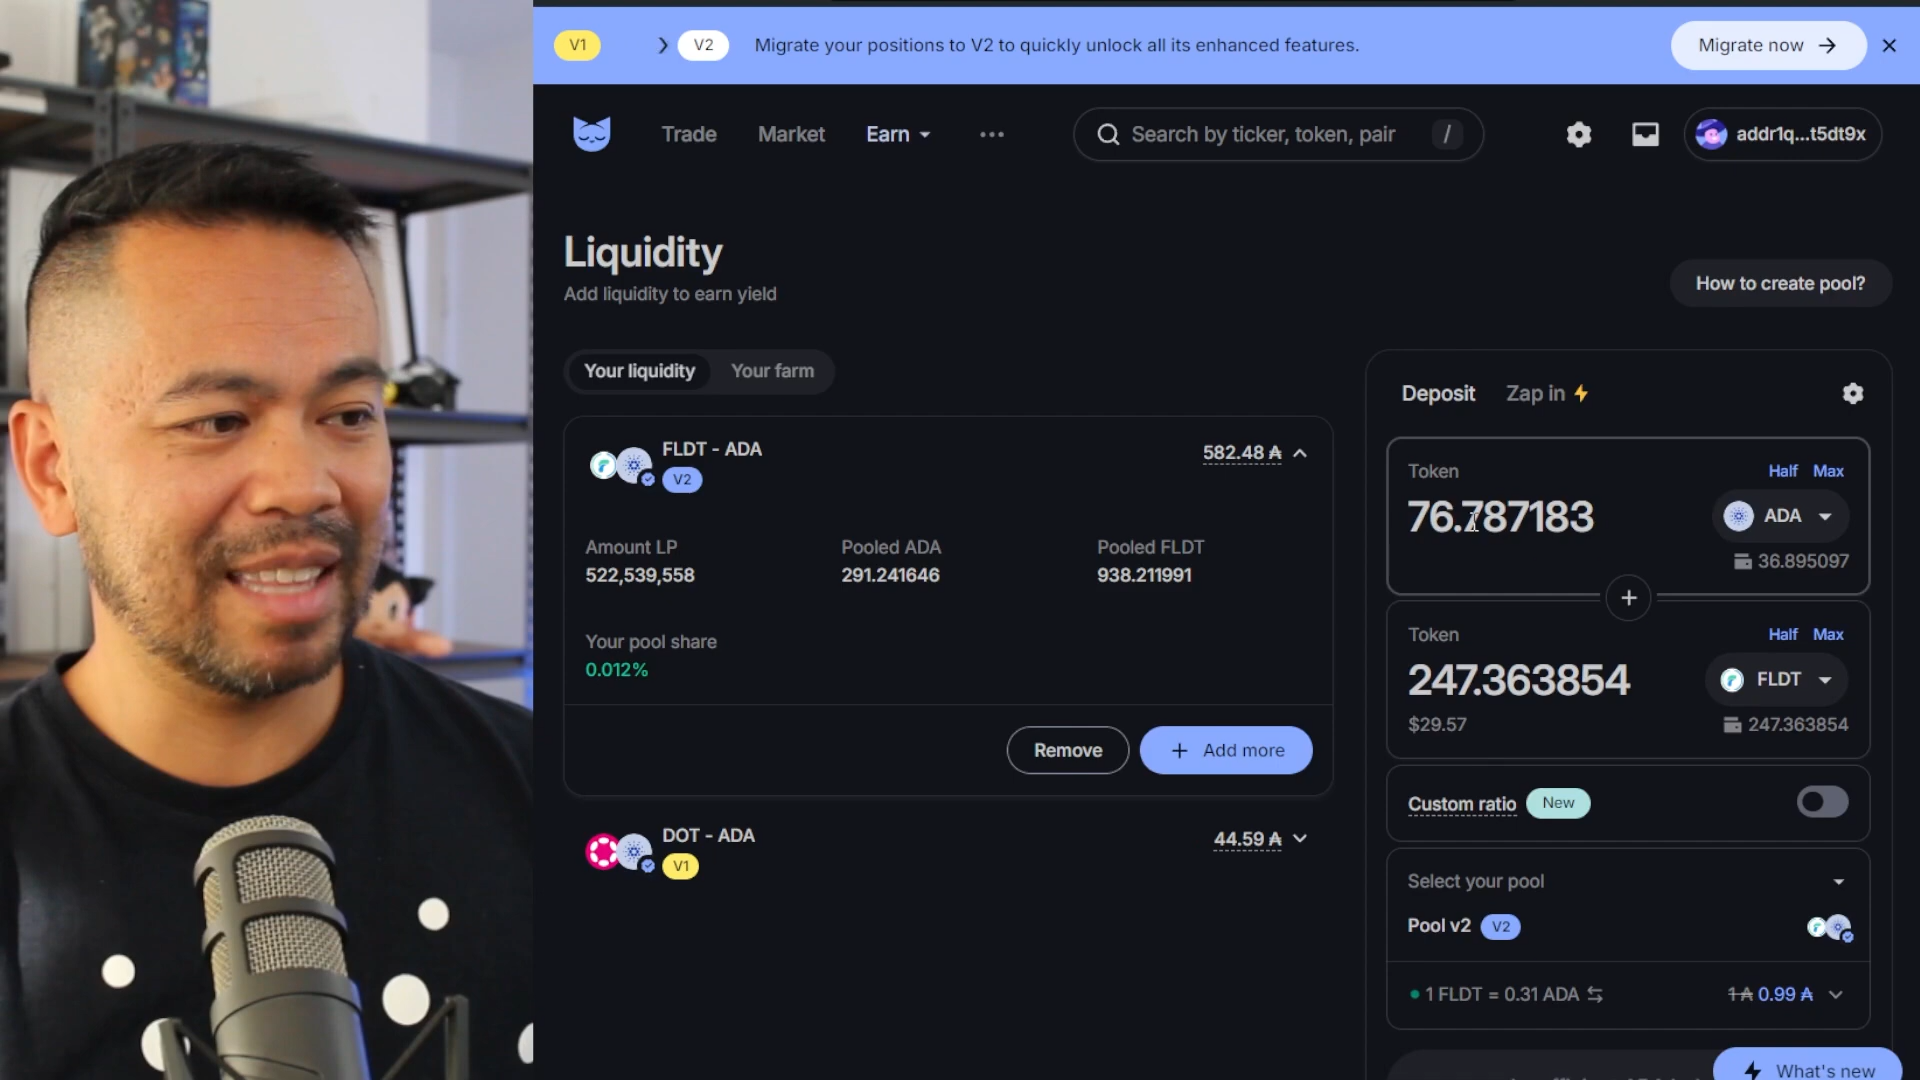 V1
V2
Migrate your positions to V2 to quickly unlock all its enhanced features.
Migrate now
Trade
Market
Earn
Search by ticker, token, pair
/
addr1q...t5dt9x
Liquidity
Add liquidity to earn yield
How to create pool?
Your liquidity
Your farm
FLDT - ADA
V2
582.48 ₳
Amount LP
Pooled ADA
Pooled FLDT
522,539,558
291.241646
938.211991
Your pool share
0.012%
Remove
+ Add more
DOT - ADA
V1
44.59 ₳
Deposit
Zap in
Token
Half Max
76.787183
ADA
36.895097
+
Token
Half Max
247.363854
FLDT
$29.57
247.363854
Custom ratio
New
Select your pool
Pool v2
V2
1 FLDT = 0.31 ADA
1 ₳ 0.99 ₳
What's new